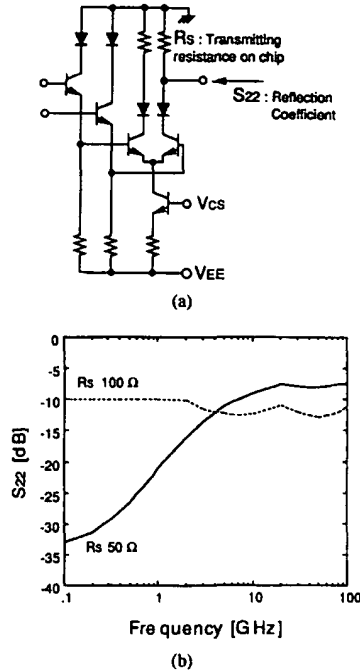 Rs : Transmitting
resistance on chip
S22 : Reflection
Coefficient
VCS
VEE
(a)
0
-5
-10
-15
-20
-25
-30
-35
-40
S22 [dB]
Rs 100 Ω
Rs 50 Ω
.1
1
10
100
Frequency [GHz]
(b)